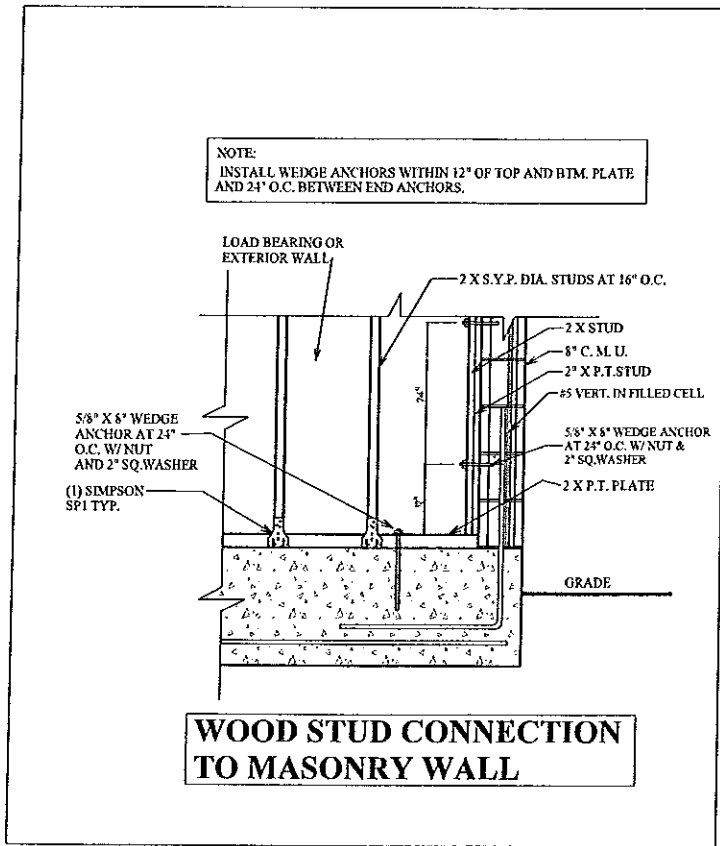 NOTE:
INSTALL WEDGE ANCHORS WITHIN 12" OF TOP AND BTM. PLATE
AND 24" O.C. BETWEEN END ANCHORS.
LOAD BEARING OR
EXTERIOR WALL
2 X S.Y.P. DIA. STUDS AT 16" O.C.
2 X STUD
8" C. M. U.
2" X P.T.STUD
#5 VERT. IN FILLED CELL
24"
5/8" X 8" WEDGE
ANCHOR AT 24"
O.C. W/ NUT
AND 2" SQ.WASHER
5/8" X 8" WEDGE ANCHOR
AT 24" O.C. W/ NUT &
2" SQ.WASHER
(1) SIMPSON
SP1 TYP.
2 X P.T. PLATE
GRADE
WOOD STUD CONNECTION
TO MASONRY WALL